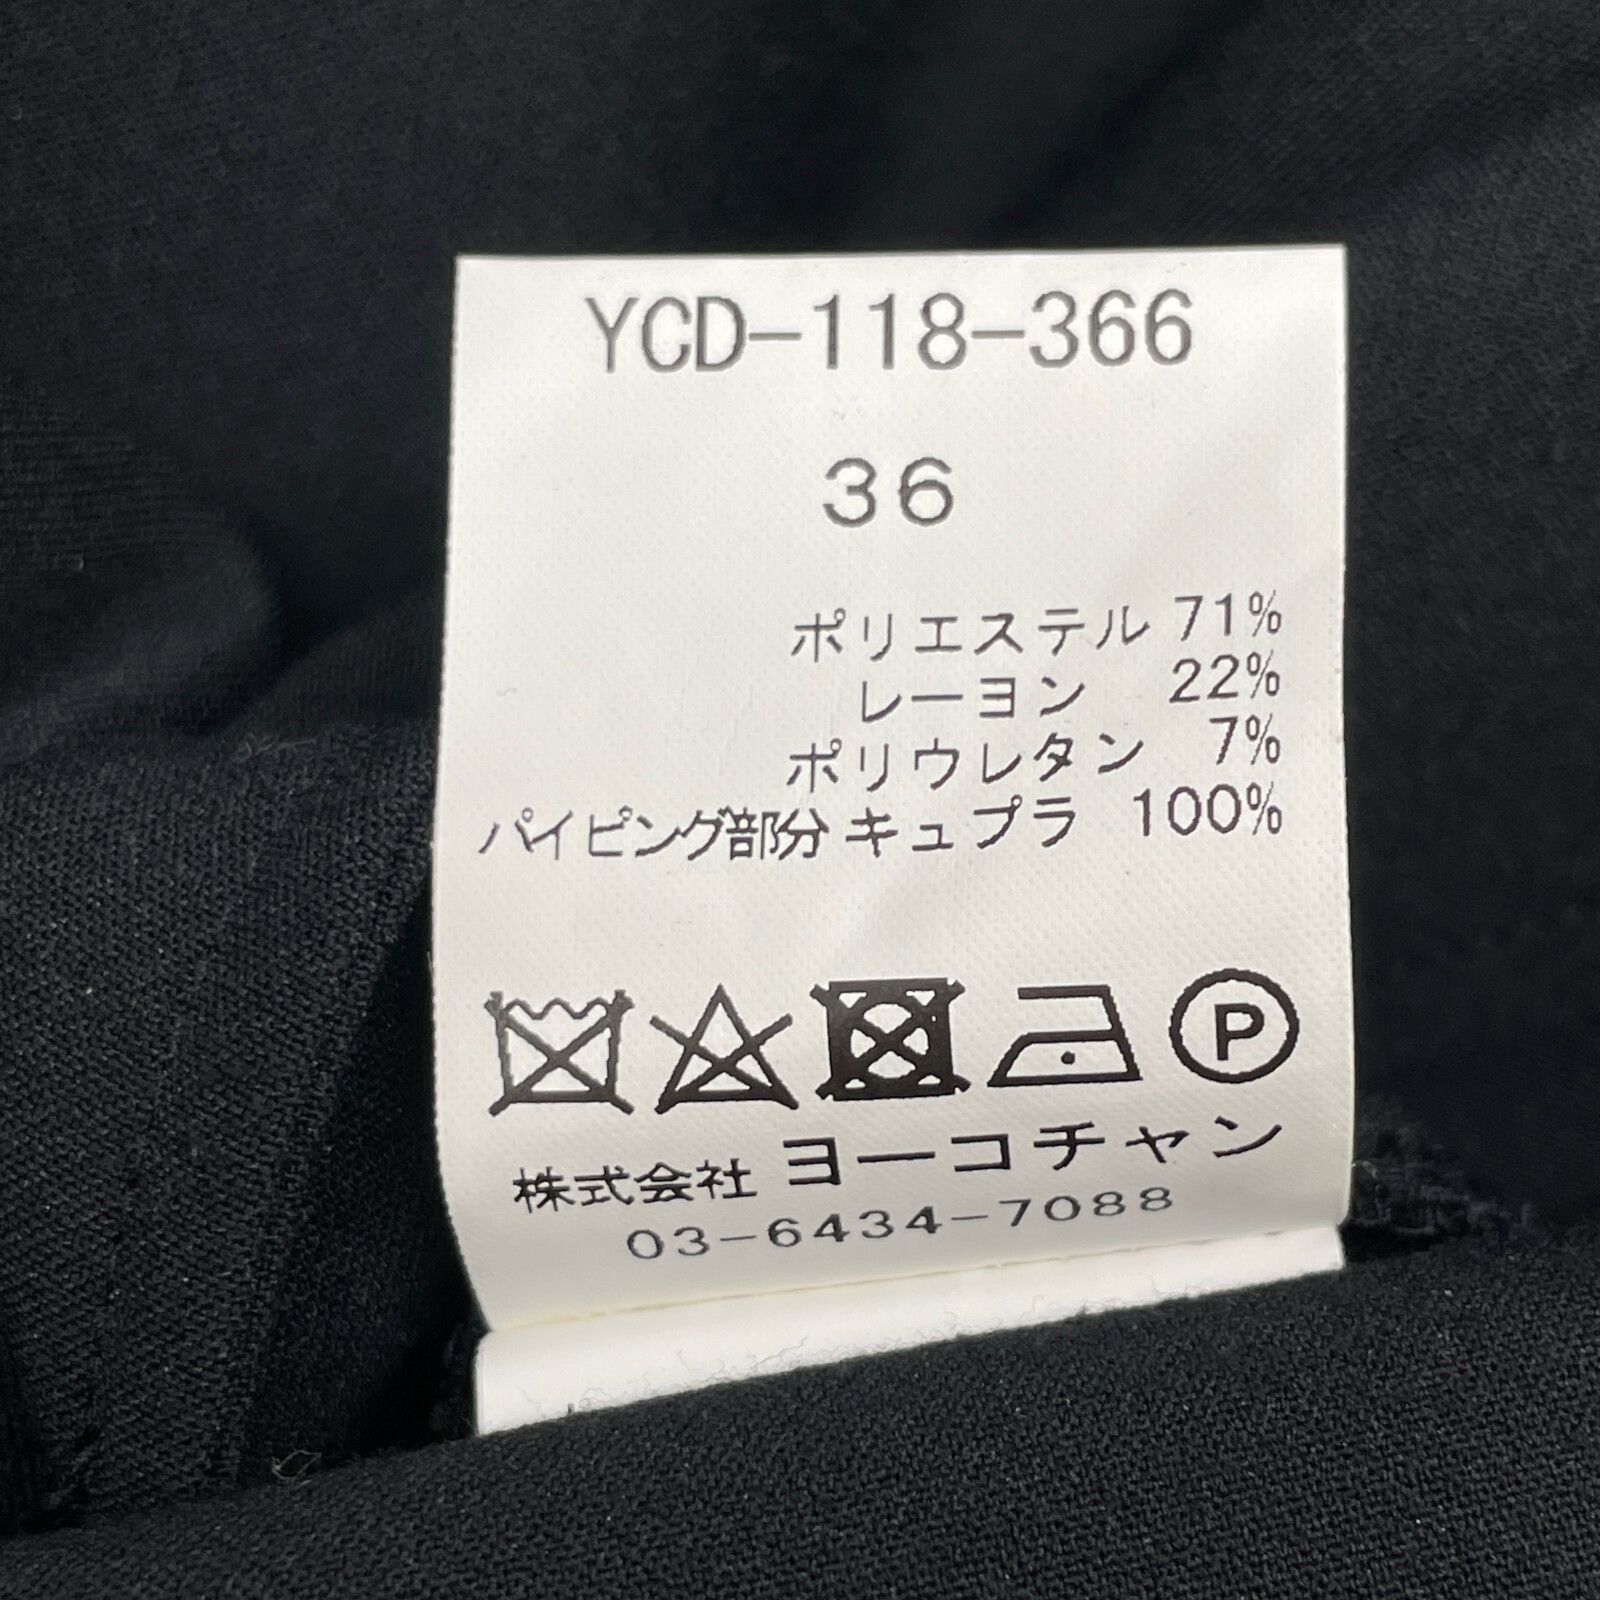 YCD-118-366
36
ポリエステル 71%
レーヨン 22%
ポリウレタン 7%
パイピング部分 キュプラ 100%
P
株式会社 ヨーコチャン
03-6434-7088